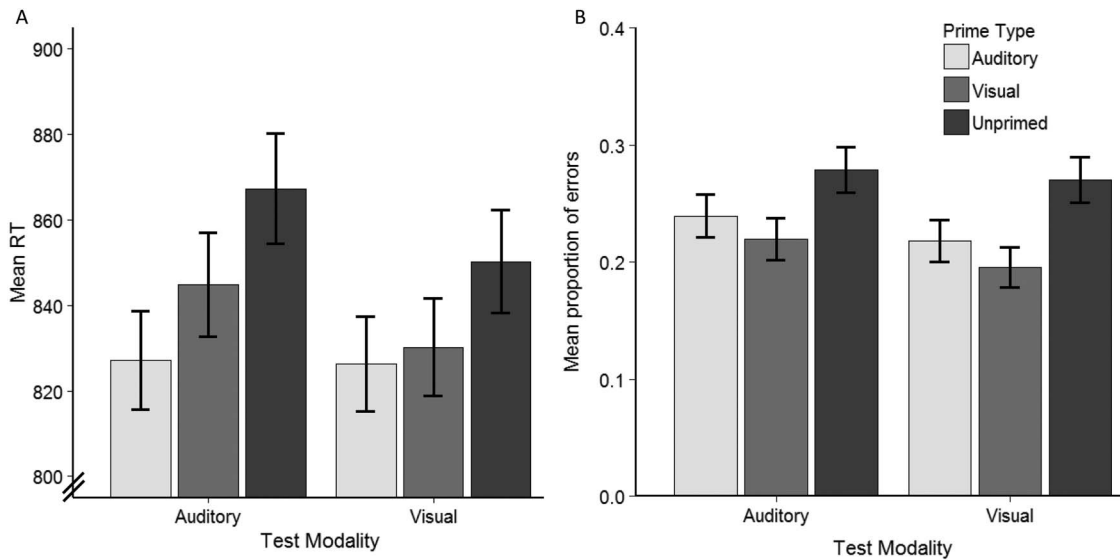 A
900
880
860
840
820
800
Mean RT
Auditory
Visual
Test Modality
B
0.4
0.3
0.2
0.1
0.0
Mean proportion of errors
Prime Type
Auditory
Visual
Unprimed
Auditory
Visual
Test Modality